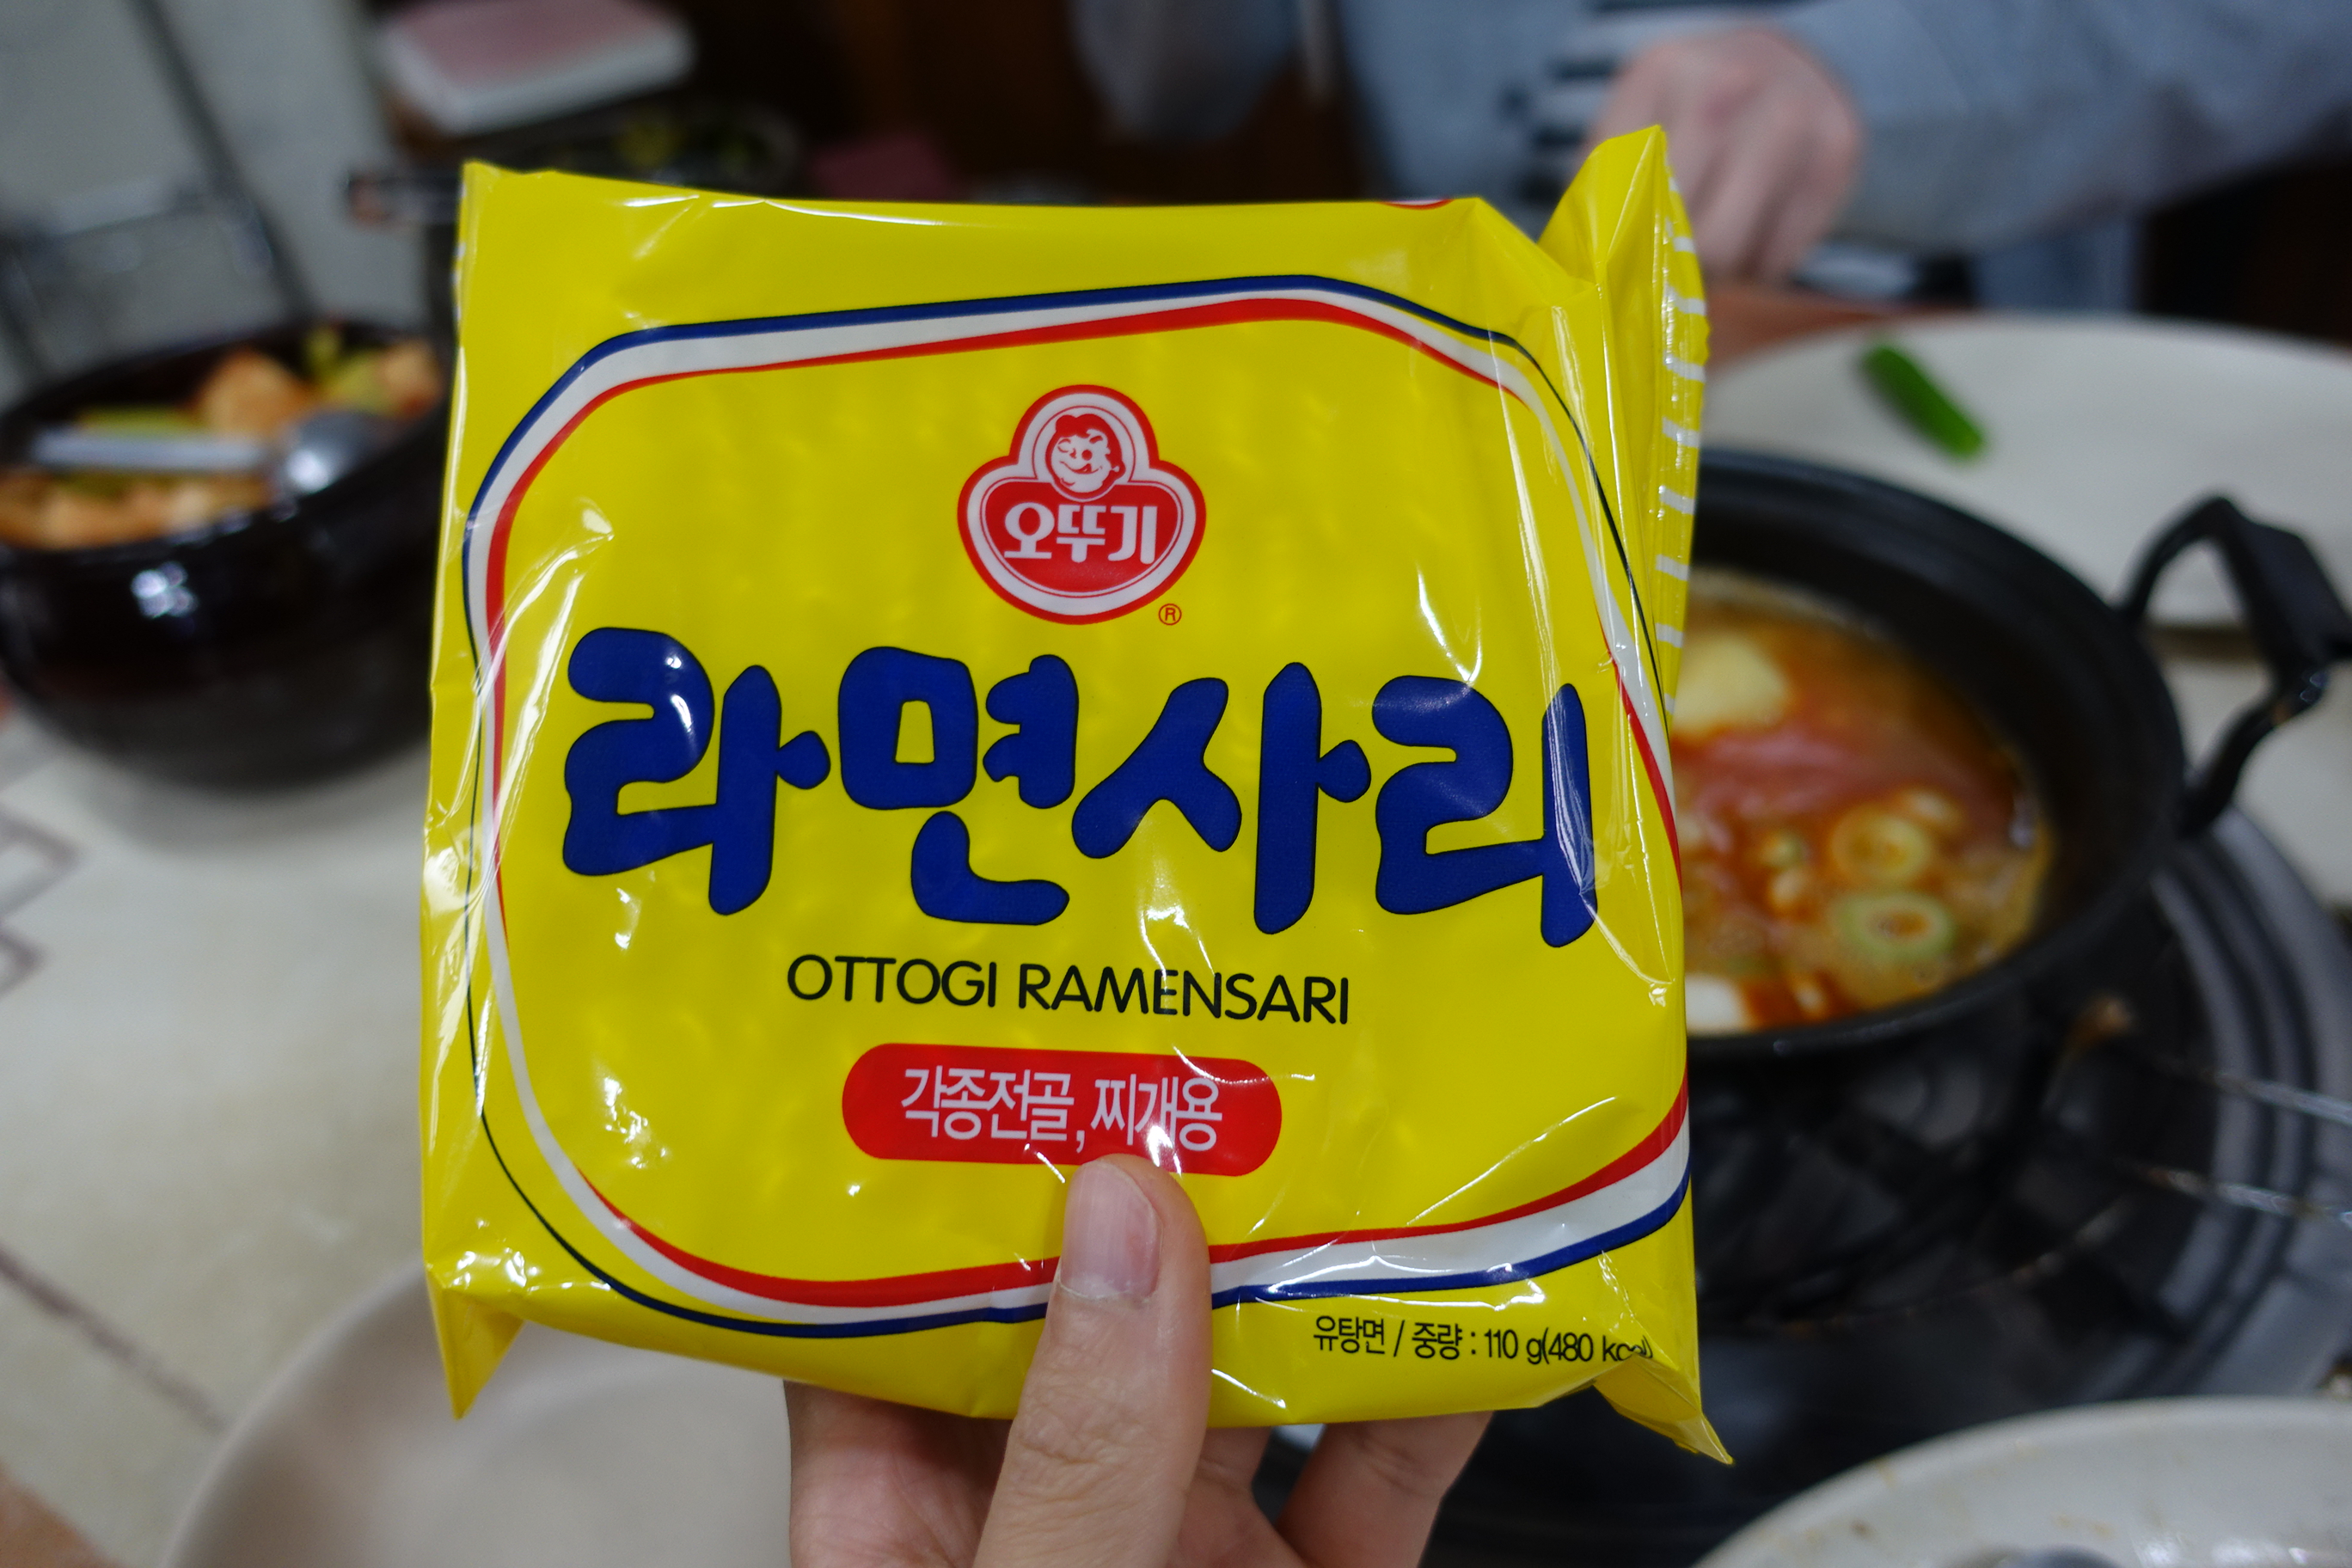 오뚜기
®
라면사리
OTTOGI RAMENSARI
각종전골, 찌개용
유탕면 / 중량 : 110 g(480 kcal)